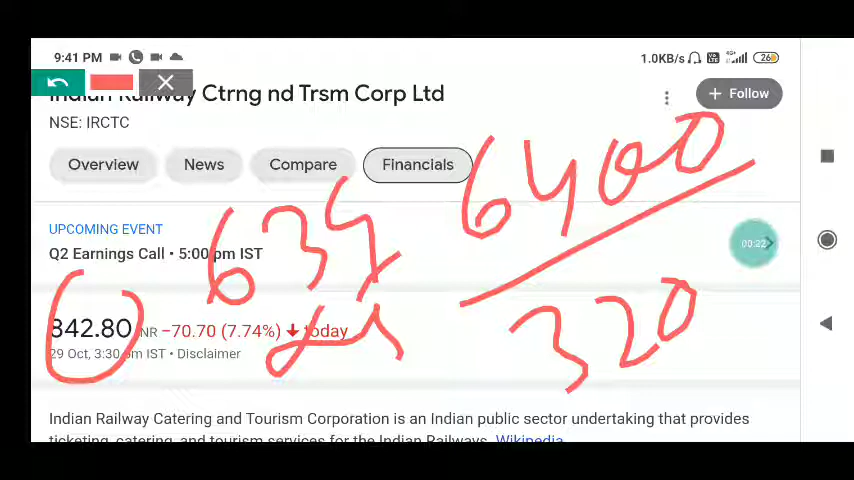 9:41 PM 1.0KB/s 4G+ 26
Indian Railway Ctrng nd Trsm Corp Ltd
+ Follow
NSE: IRCTC
Overview News Compare Financials
6400
UPCOMING EVENT
Q2 Earnings Call • 5:00 pm IST
00:22
842.80 INR −70.70 (7.74%) today
320
29 Oct, 3:30 pm IST • Disclaimer
Indian Railway Catering and Tourism Corporation is an Indian public sector undertaking that provides
ticketing, catering, and tourism services for the Indian Railways. Wikipedia